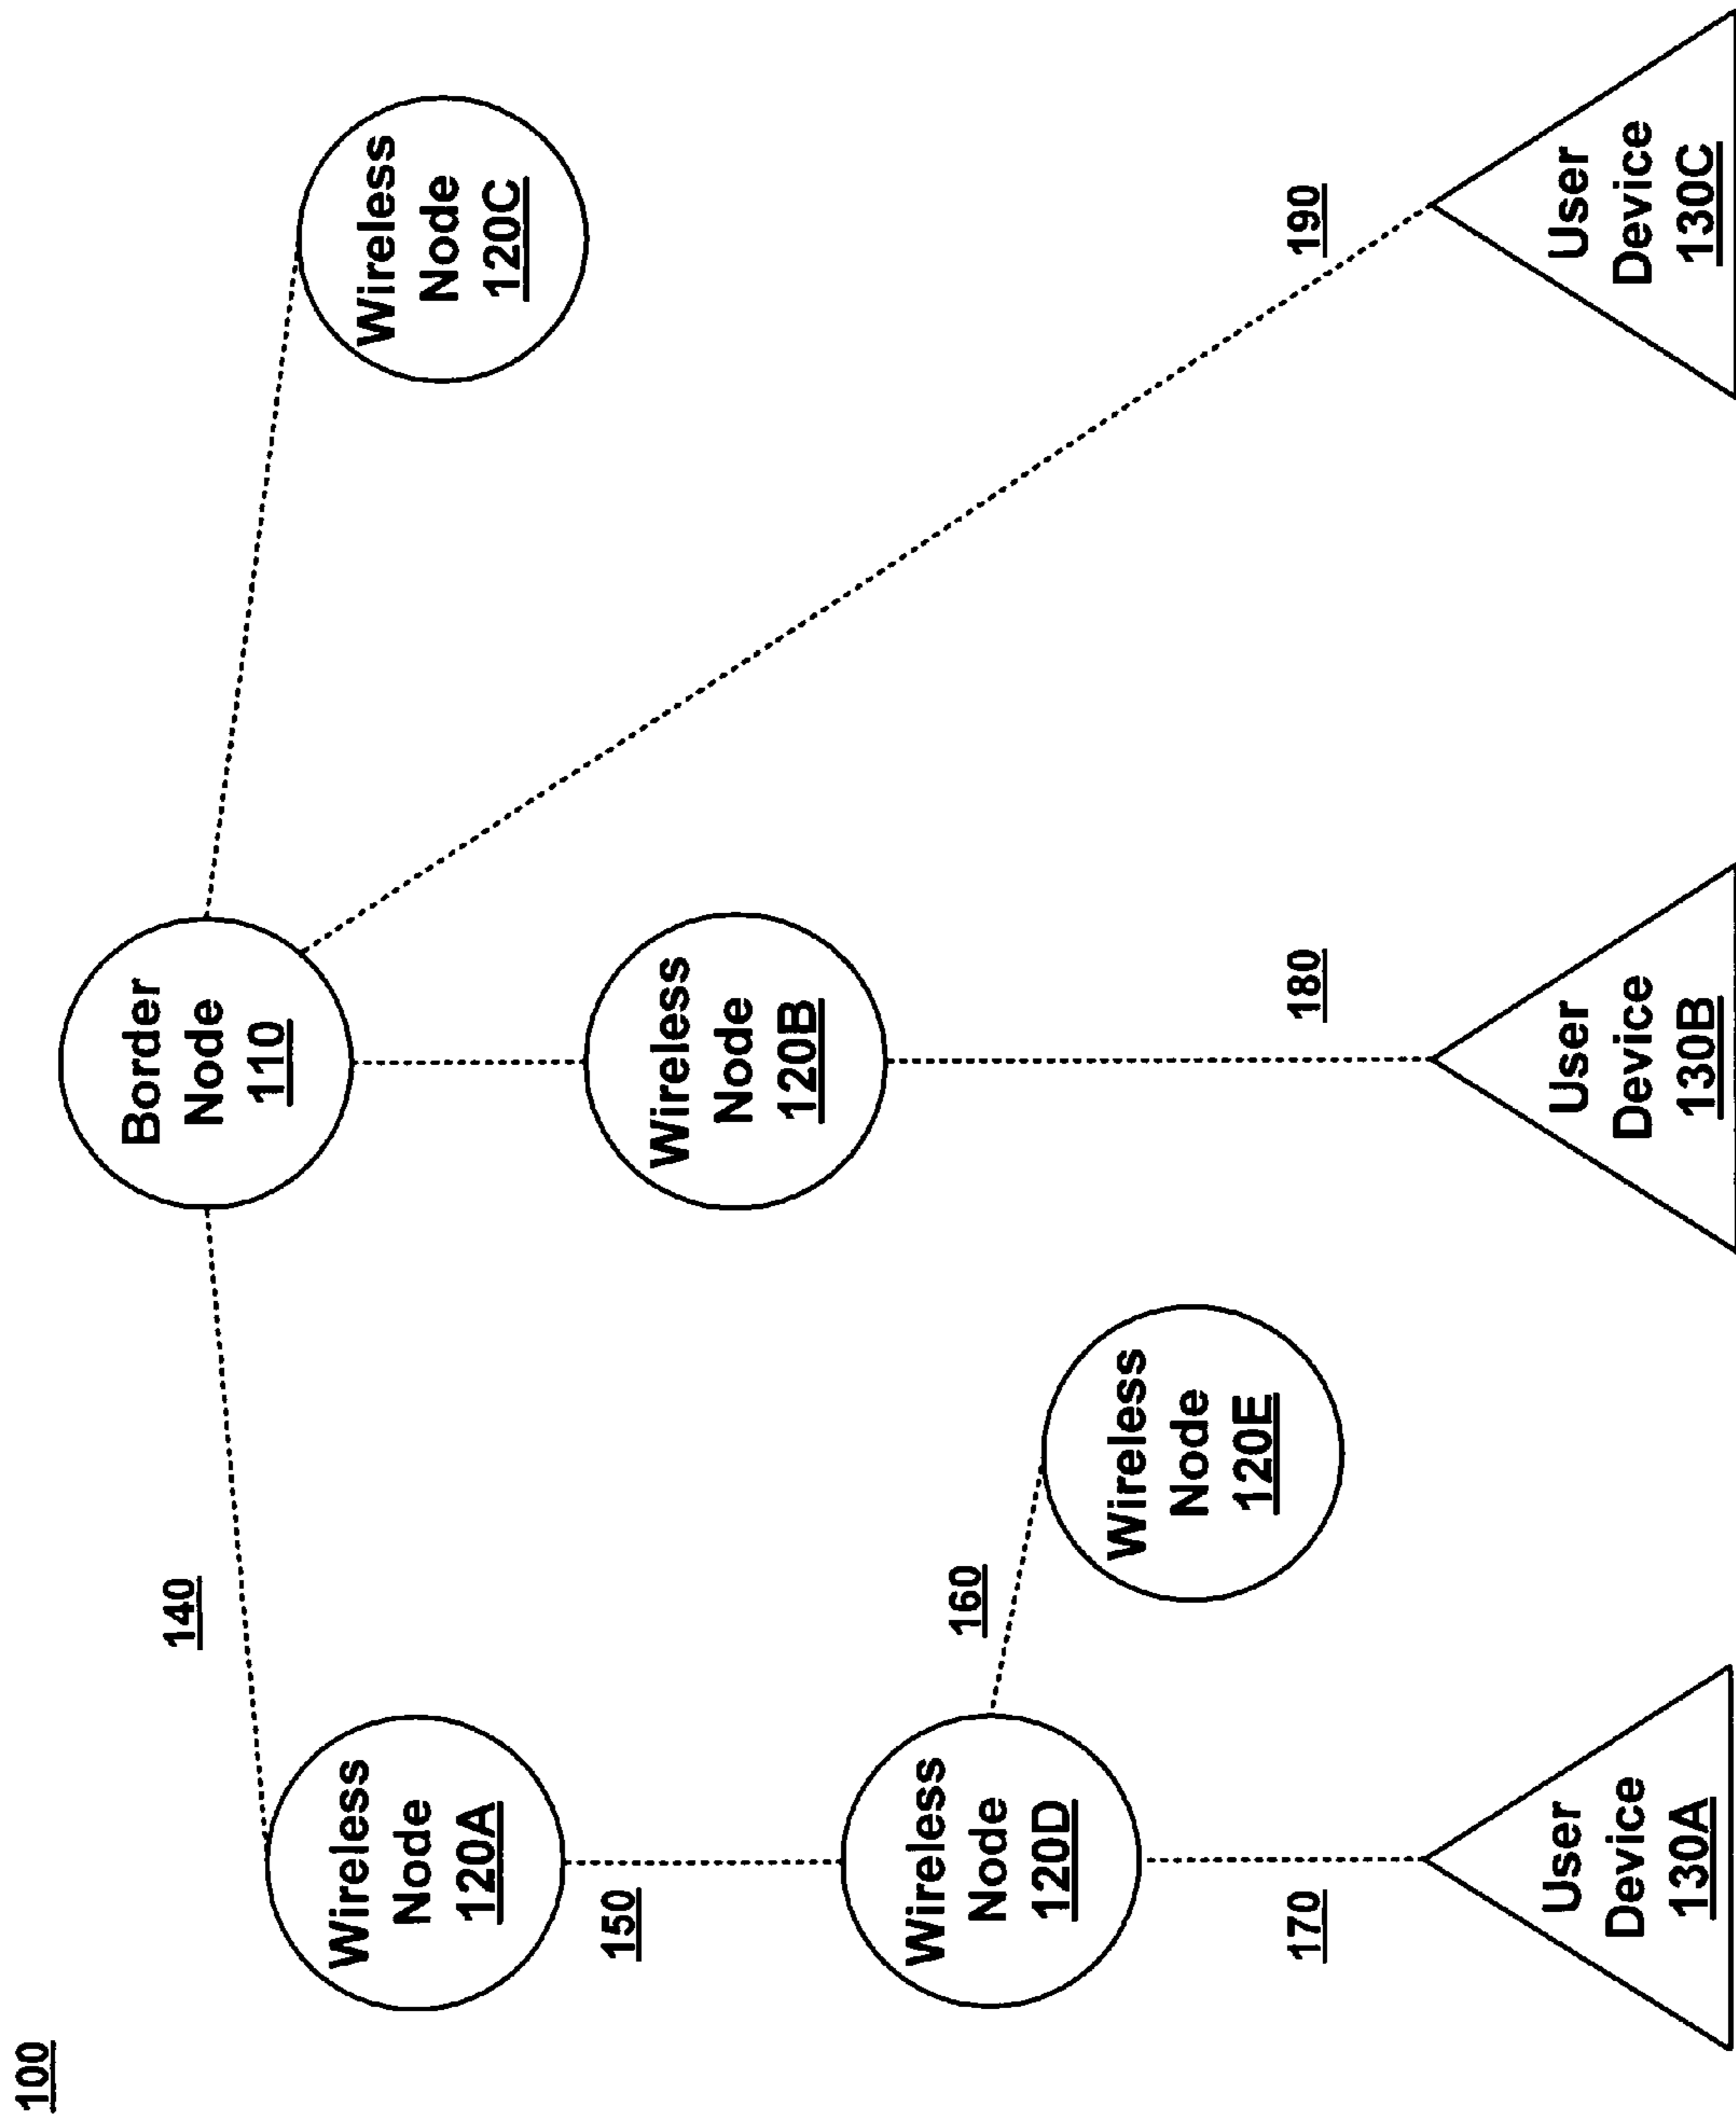 100
Border
Node
110
140
Wireless
Node
120A
Wireless
Node
120C
150
Wireless
Node
120B
Wireless
Node
120D
160
Wireless
Node
120E
170
180
190
User
Device
130A
User
Device
130B
User
Device
130C